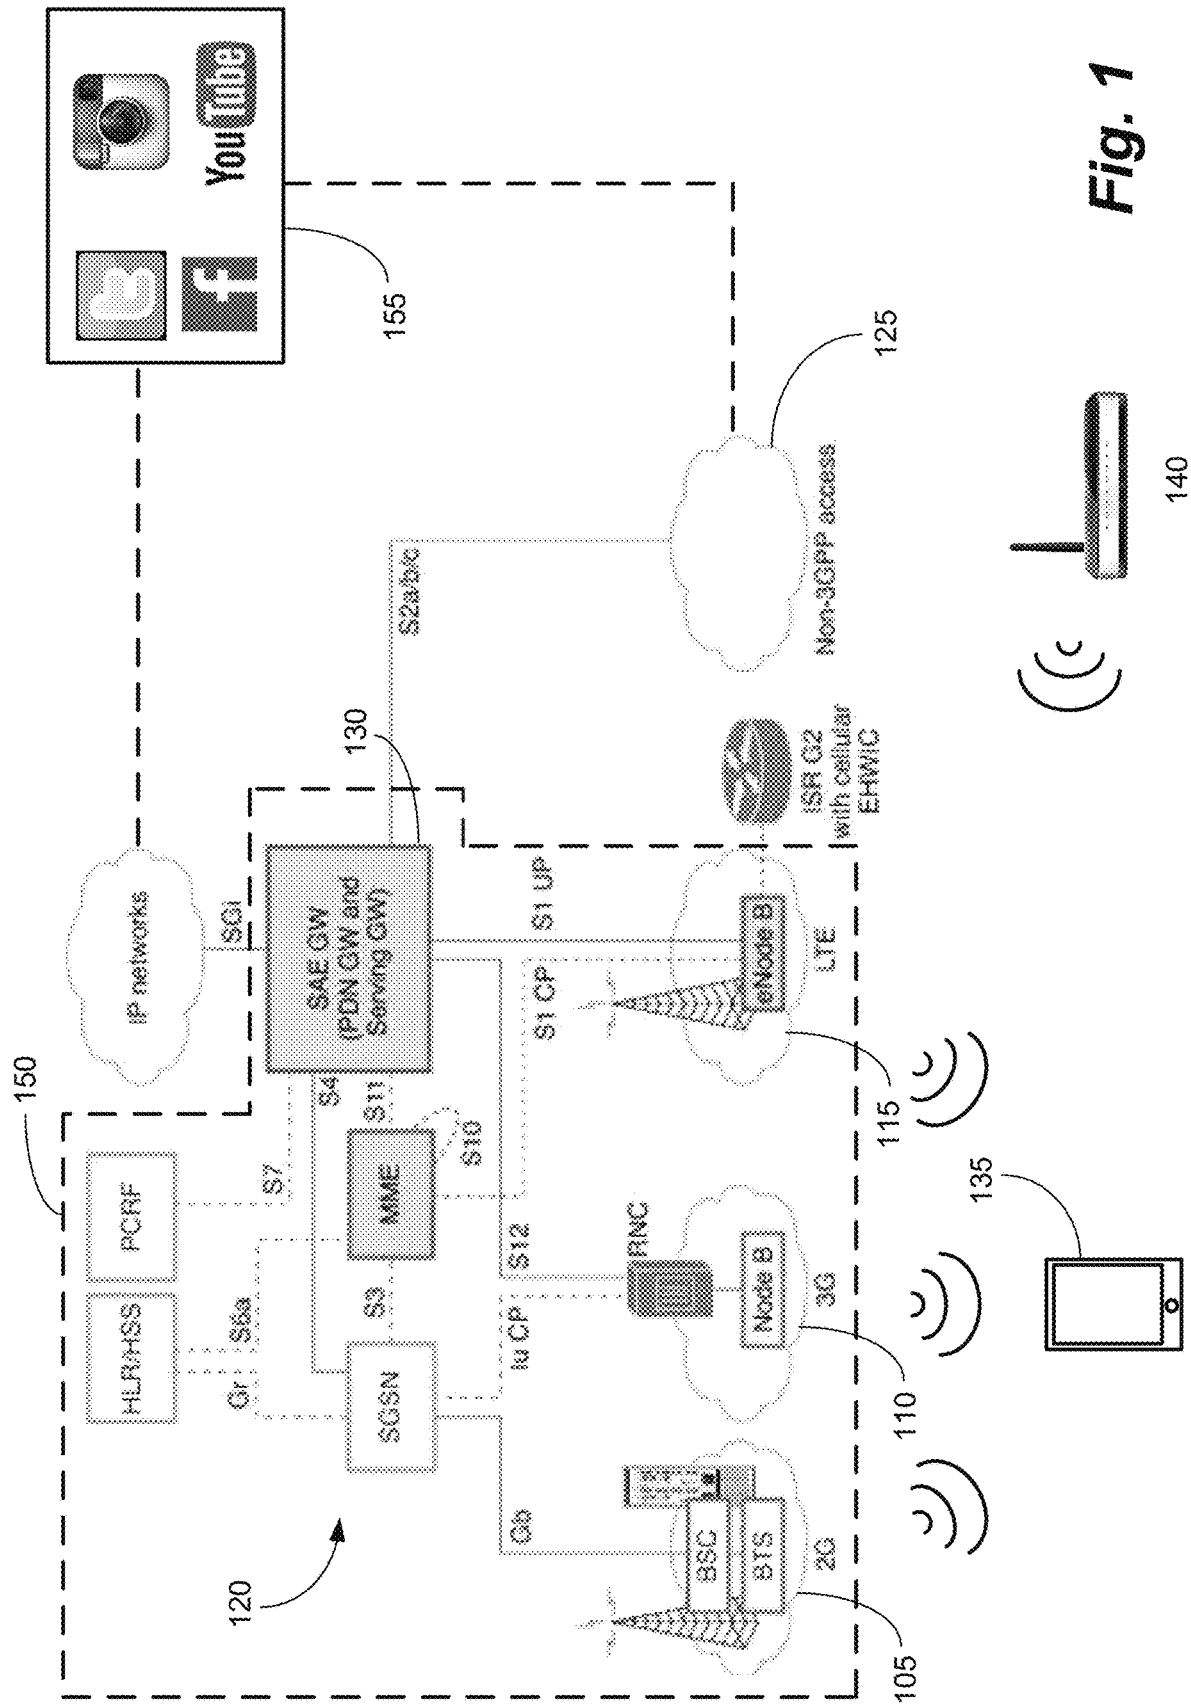 150
IP networks
HLR/HSS
PCRF
YouTube
155
SGi
Gr
S6a
S7
S4
130
SAE GW
(PDN GW and
Serving GW)
120
SGSN
S3
MME
S11
S10
S2a/b/c
Gb
Iu CP
S12
S1 CP
S1 UP
RNC
BSC
BTS
2G
Node B
3G
eNode B
LTE
ISR G2
with cellular
EHWIC
Non-3GPP access
125
105
110
115
135
140
Fig. 1